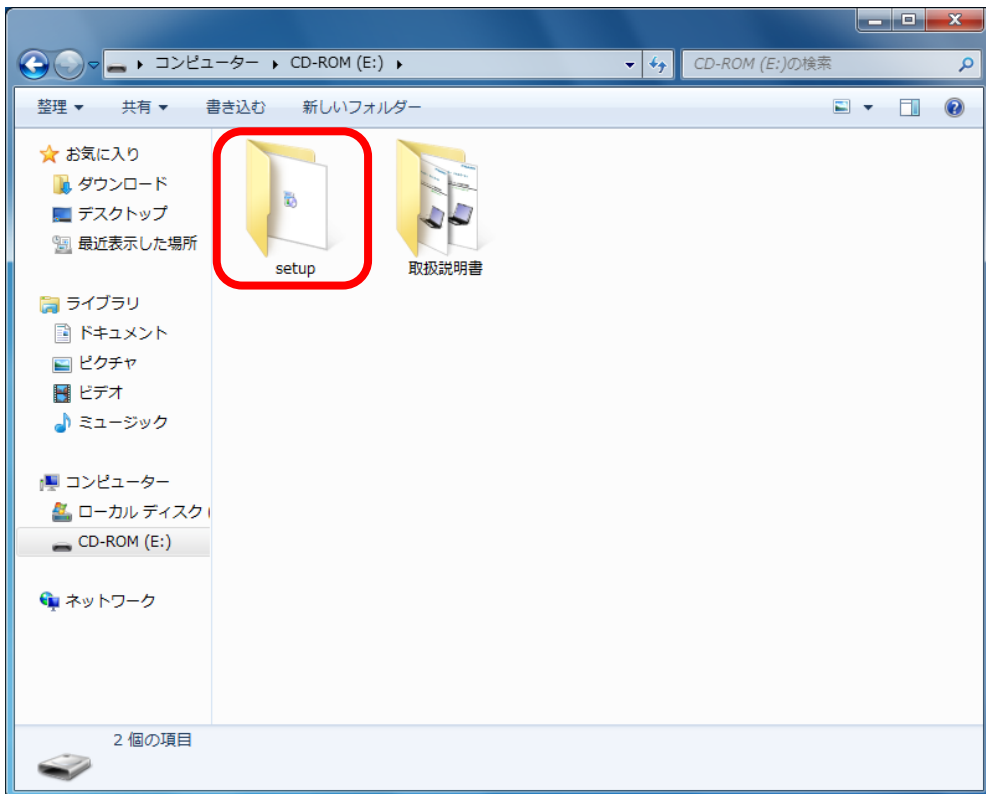 コンピューター CD-ROM (E:) CD-ROM (E:)の検索
整理 共有 書き込む 新しいフォルダー
お気に入り
ダウンロード
デスクトップ
最近表示した場所
ライブラリ
ドキュメント
ピクチャ
ビデオ
ミュージック
コンピューター
ローカル ディスク (
CD-ROM (E:)
ネットワーク
setup 取扱説明書
2 個の項目